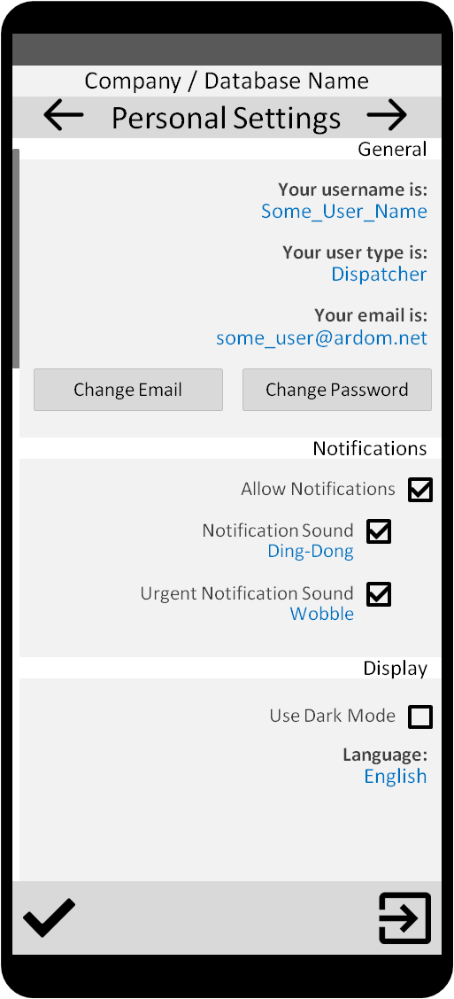 Company / Database Name
Personal Settings
General
Your username is:
Some_User_Name
Your user type is:
Dispatcher
Your email is:
some_user@ardom.net
Change Email
Change Password
Notifications
Allow Notifications
Notification Sound
Ding-Dong
Urgent Notification Sound
Wobble
Display
Use Dark Mode
Language:
English